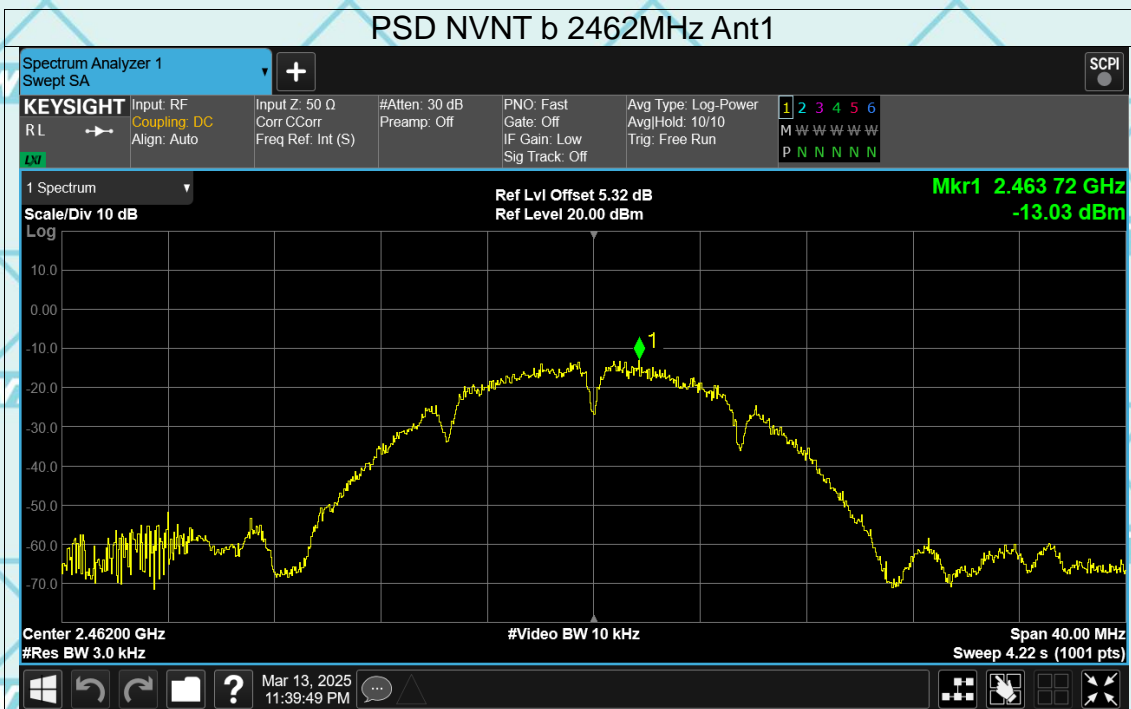 PSD NVNT b 2462MHz Ant1
Spectrum Analyzer 1
Swept SA
+
SCPI
KEYSIGHT
R L
LXI
Input: RF
Coupling: DC
Align: Auto
Input Z: 50 Ω
Corr CCorr
Freq Ref: Int (S)
#Atten: 30 dB
Preamp: Off
PNO: Fast
Gate: Off
IF Gain: Low
Sig Track: Off
Avg Type: Log-Power
Avg|Hold: 10/10
Trig: Free Run
1 2 3 4 5 6
M W W W W W W
P N N N N N N
1 Spectrum
Scale/Div 10 dB
Log
Ref Lvl Offset 5.32 dB
Ref Level 20.00 dBm
Mkr1 2.463 72 GHz
-13.03 dBm
10.0
0.00
-10.0
-20.0
-30.0
-40.0
-50.0
-60.0
-70.0
1
Center 2.46200 GHz
#Res BW 3.0 kHz
#Video BW 10 kHz
Span 40.00 MHz
Sweep 4.22 s (1001 pts)
?
Mar 13, 2025
11:39:49 PM